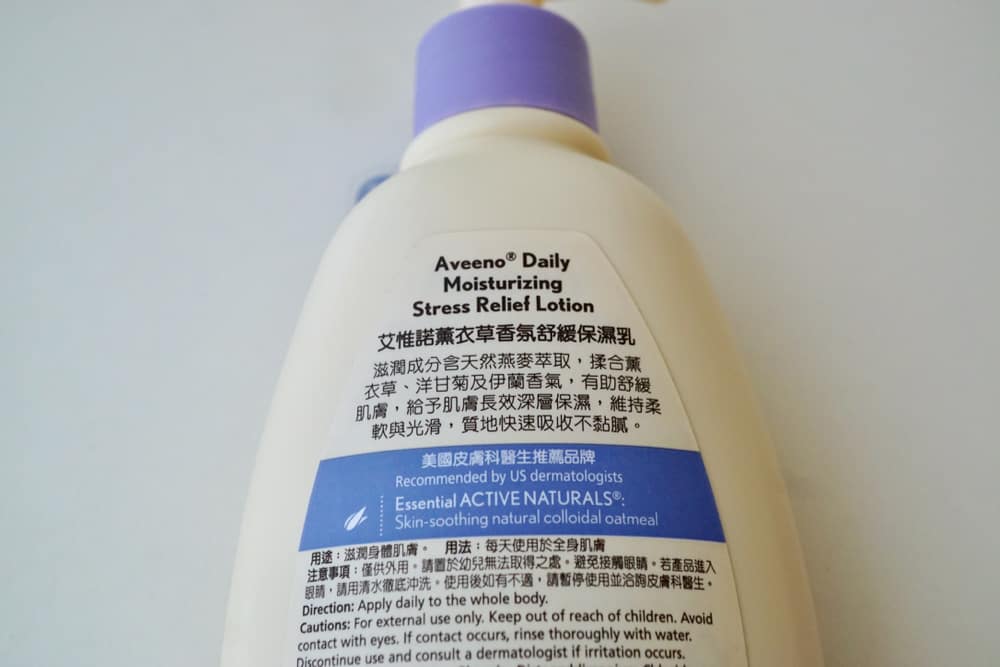 Aveeno® Daily
Moisturizing
Stress Relief Lotion
艾惟諾薰衣草香氛舒緩保濕乳
滋潤成分含天然燕麥萃取，揉合薰
衣草、洋甘菊及伊蘭香氣，有助舒緩
肌膚，給予肌膚長效深層保濕，維持柔
軟與光滑，質地快速吸收不黏膩。
美國皮膚科醫生推薦品牌
Recommended by US dermatologists
Essential ACTIVE NATURALS®:
Skin-soothing natural colloidal oatmeal
用途：滋潤身體肌膚。 用法：每天使用於全身肌膚
注意事項：僅供外用。請置於幼兒無法取得之處。避免接觸眼睛。若產品進入
眼睛，請用清水徹底沖洗。使用後如有不適，請暫停使用並洽詢皮膚科醫生。
Direction: Apply daily to the whole body.
Cautions: For external use only. Keep out of reach of children. Avoid
contact with eyes. If contact occurs, rinse thoroughly with water.
Discontinue use and consult a dermatologist if irritation occurs.